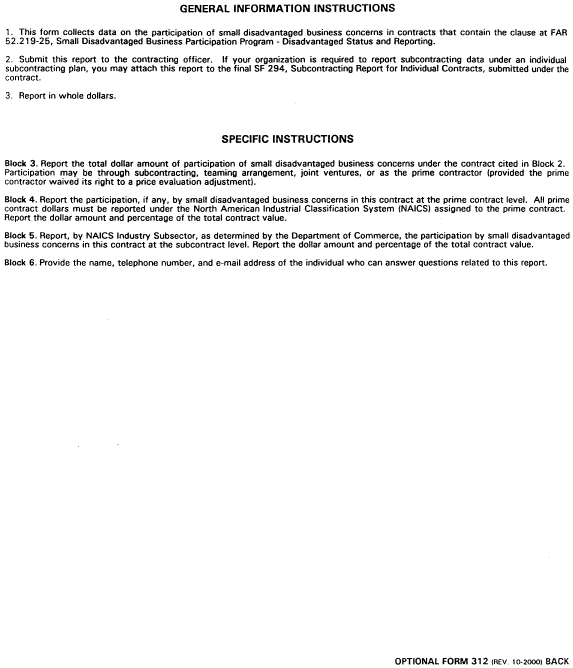 GENERAL INFORMATION INSTRUCTIONS
1. This form collects data on the participation of small disadvantaged business concerns in contracts that contain the clause at FAR
52.219-25, Small Disadvantaged Business Participation Program - Disadvantaged Status and Reporting.
2. Submit this report to the contracting officer. If your organization is required to report subcontracting data under an individual
subcontracting plan, you may attach this report to the final SF 294, Subcontracting Report for Individual Contracts, submitted under the
contract.
3. Report in whole dollars.
SPECIFIC INSTRUCTIONS
Block 3. Report the total dollar amount of participation of small disadvantaged business concerns under the contract cited in Block 2.
Participation may be through subcontracting, teaming arrangement, joint ventures, or as the prime contractor (provided the prime
contractor waived its right to a price evaluation adjustment).
Block 4. Report the participation, if any, by small disadvantaged business concerns in this contract at the prime contract level. All prime
contract dollars must be reported under the North American Industrial Classification System (NAICS) assigned to the prime contract.
Report the dollar amount and percentage of the total contract value.
Block 5. Report, by NAICS Industry Subsector, as determined by the Department of Commerce, the participation by small disadvantaged
business concerns in this contract at the subcontract level. Report the dollar amount and percentage of the total contract value.
Block 6. Provide the name, telephone number, and e-mail address of the individual who can answer questions related to this report.
OPTIONAL FORM 312 (REV. 10-2000) BACK